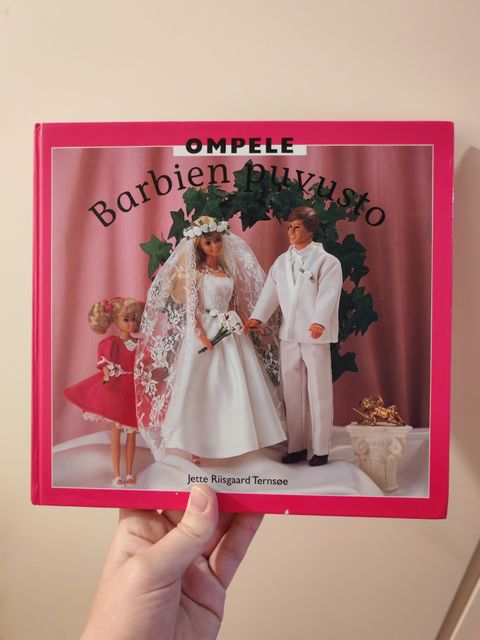 OMPELE
Barbien puvusto
Jette Riisgaard Ternsøe